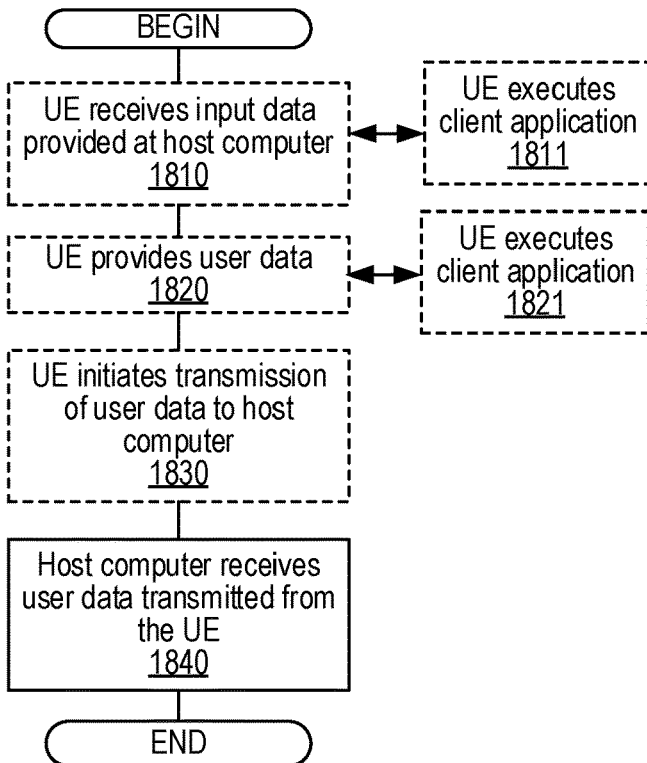 BEGIN
UE receives input data
provided at host computer
1810
UE executes
client application
1811
UE provides user data
1820
UE executes
client application
1821
UE initiates transmission
of user data to host
computer
1830
Host computer receives
user data transmitted from
the UE
1840
END